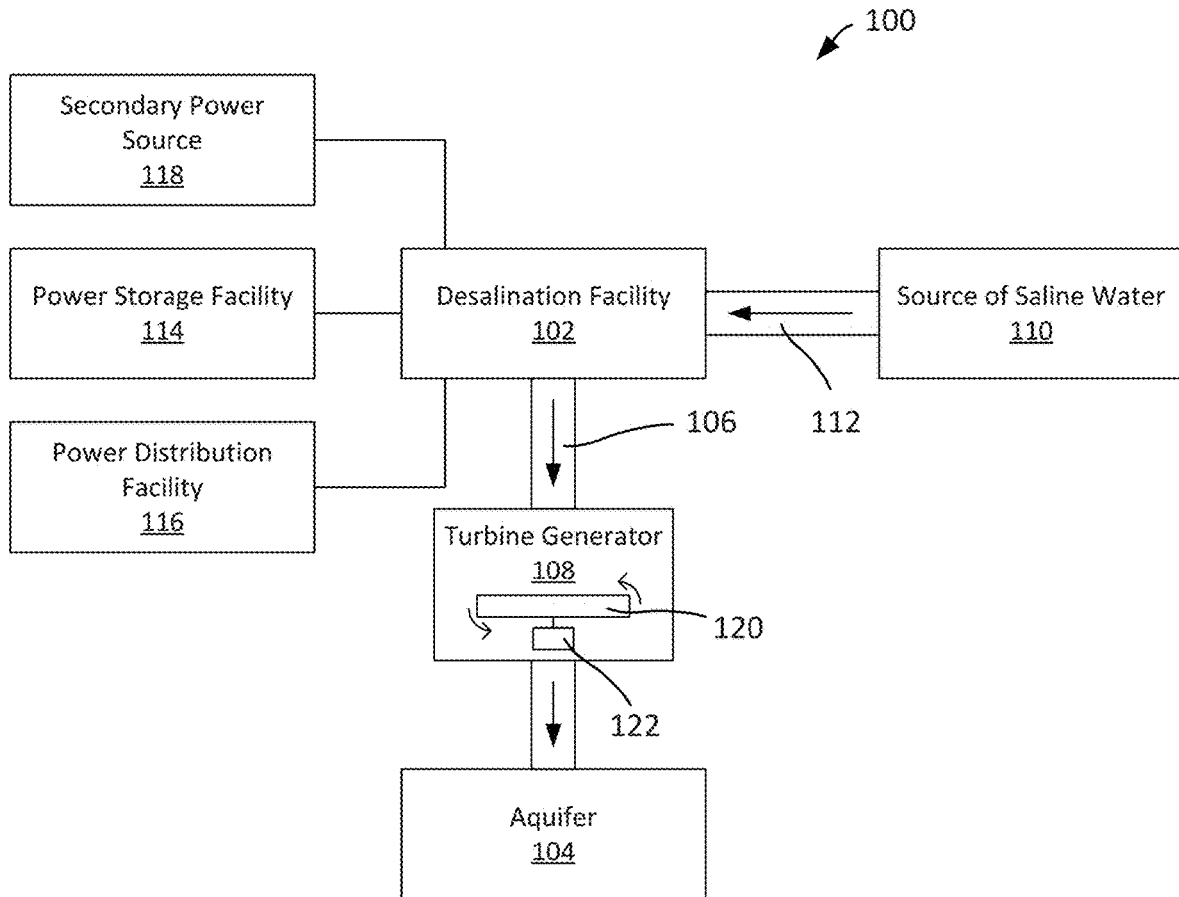 100
Secondary Power
Source
118
Power Storage Facility
114
Desalination Facility
102
Source of Saline Water
110
112
106
Power Distribution
Facility
116
Turbine Generator
108
120
122
Aquifer
104